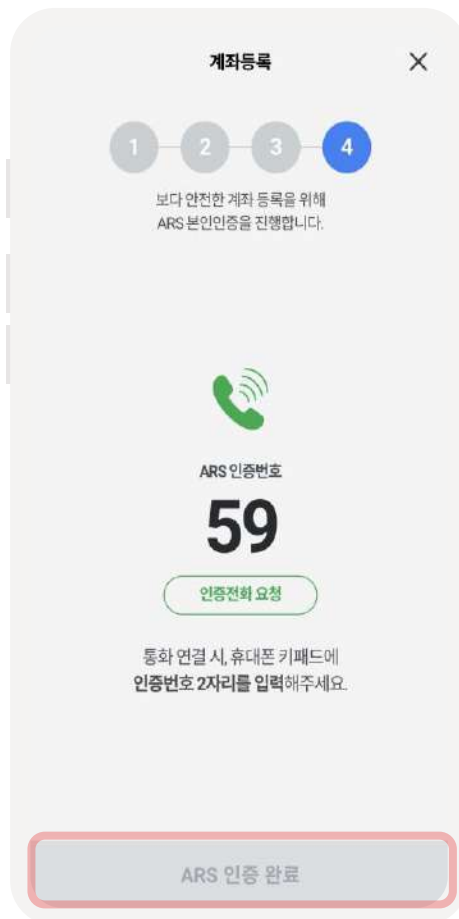 계좌등록
1
2
3
4
보다 안전한 계좌 등록을 위해
ARS 본인인증을 진행합니다.
ARS 인증번호
59
인증전화 요청
통화 연결 시, 휴대폰 키패드에
인증번호 2자리를 입력해주세요.
ARS 인증 완료